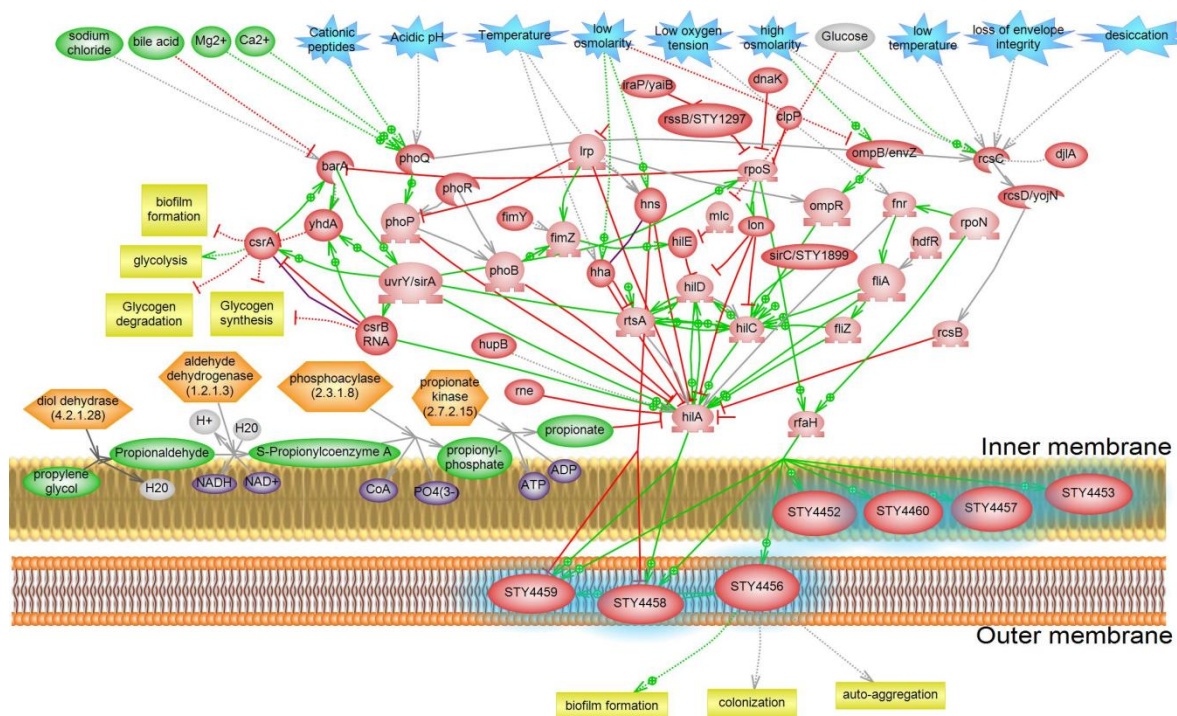 sodium
chloride
bile acid
Mg2+
Ca2+
Cationic
peptides
Acidic pH
Temperature
low
osmolarity
Low oxygen
tension
high
osmolarity
Glucose
low
temperature
loss of envelope
integrity
desiccation
iraP/yaiB
dnaK
rssB/STY1297
clpP
barA
phoQ
lrp
rpoS
ompB/envZ
rcsC
djlA
biofilm
formation
yhdA
phoR
phoP
fimY
hns
mlc
ompR
fnr
rcsD/yojN
rpoN
csrA
fimZ
hilE
lon
hdfR
glycolysis
sirC/STY1899
uvrY/sirA
phoB
hha
hilD
fliA
Glycogen
degradation
Glycogen
synthesis
csrB
RNA
rtsA
hilC
fliZ
rcsB
hupB
aldehyde
dehydrogenase
(1.2.1.3)
phosphoacylase
(2.3.1.8)
propionate
kinase
(2.7.2.15)
rne
hilA
rfaH
diol dehydrase
(4.2.1.28)
H+
H20
Propionaldehyde
S-Propionylcoenzyme A
propionyl-
phosphate
propionate
Inner membrane
propylene
glycol
H20
NADH
NAD+
CoA
PO4(3-)
ATP
ADP
STY4452
STY4460
STY4457
STY4453
STY4459
STY4458
STY4456
Outer membrane
biofilm formation
colonization
auto-aggregation